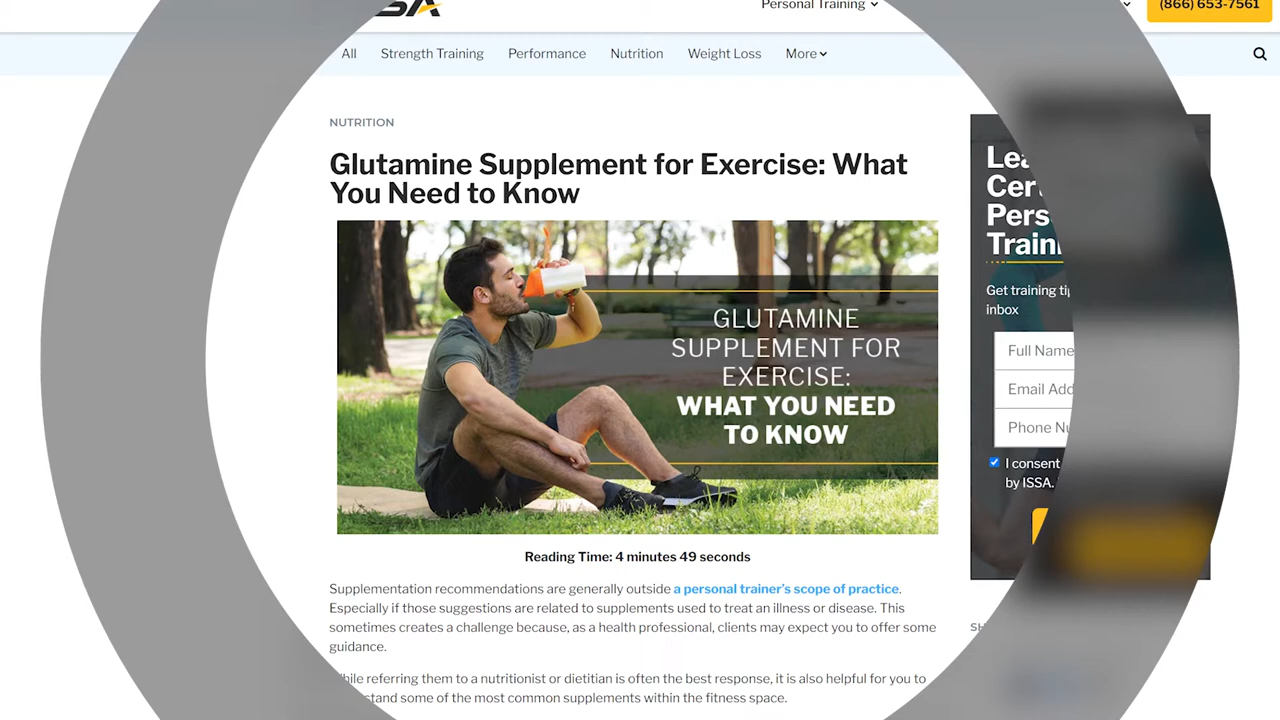 Personal Training
(866) 653-7561
All Strength Training Performance Nutrition Weight Loss More
NUTRITION
Glutamine Supplement for Exercise: What
You Need to Know
GLUTAMINE
SUPPLEMENT FOR
EXERCISE:
WHAT YOU NEED
TO KNOW
Reading Time: 4 minutes 49 seconds
Supplementation recommendations are generally outside a personal trainer's scope of practice.
Especially if those suggestions are related to supplements used to treat an illness or disease. This
sometimes creates a challenge because, as a health professional, clients may expect you to offer some
guidance.
referring them to a nutritionist or dietitian is often the best response, it is also helpful for you to
some of the most common supplements within the fitness space.
Get training
inbox
Full Name
Email
Phone
I consent
by ISSA.